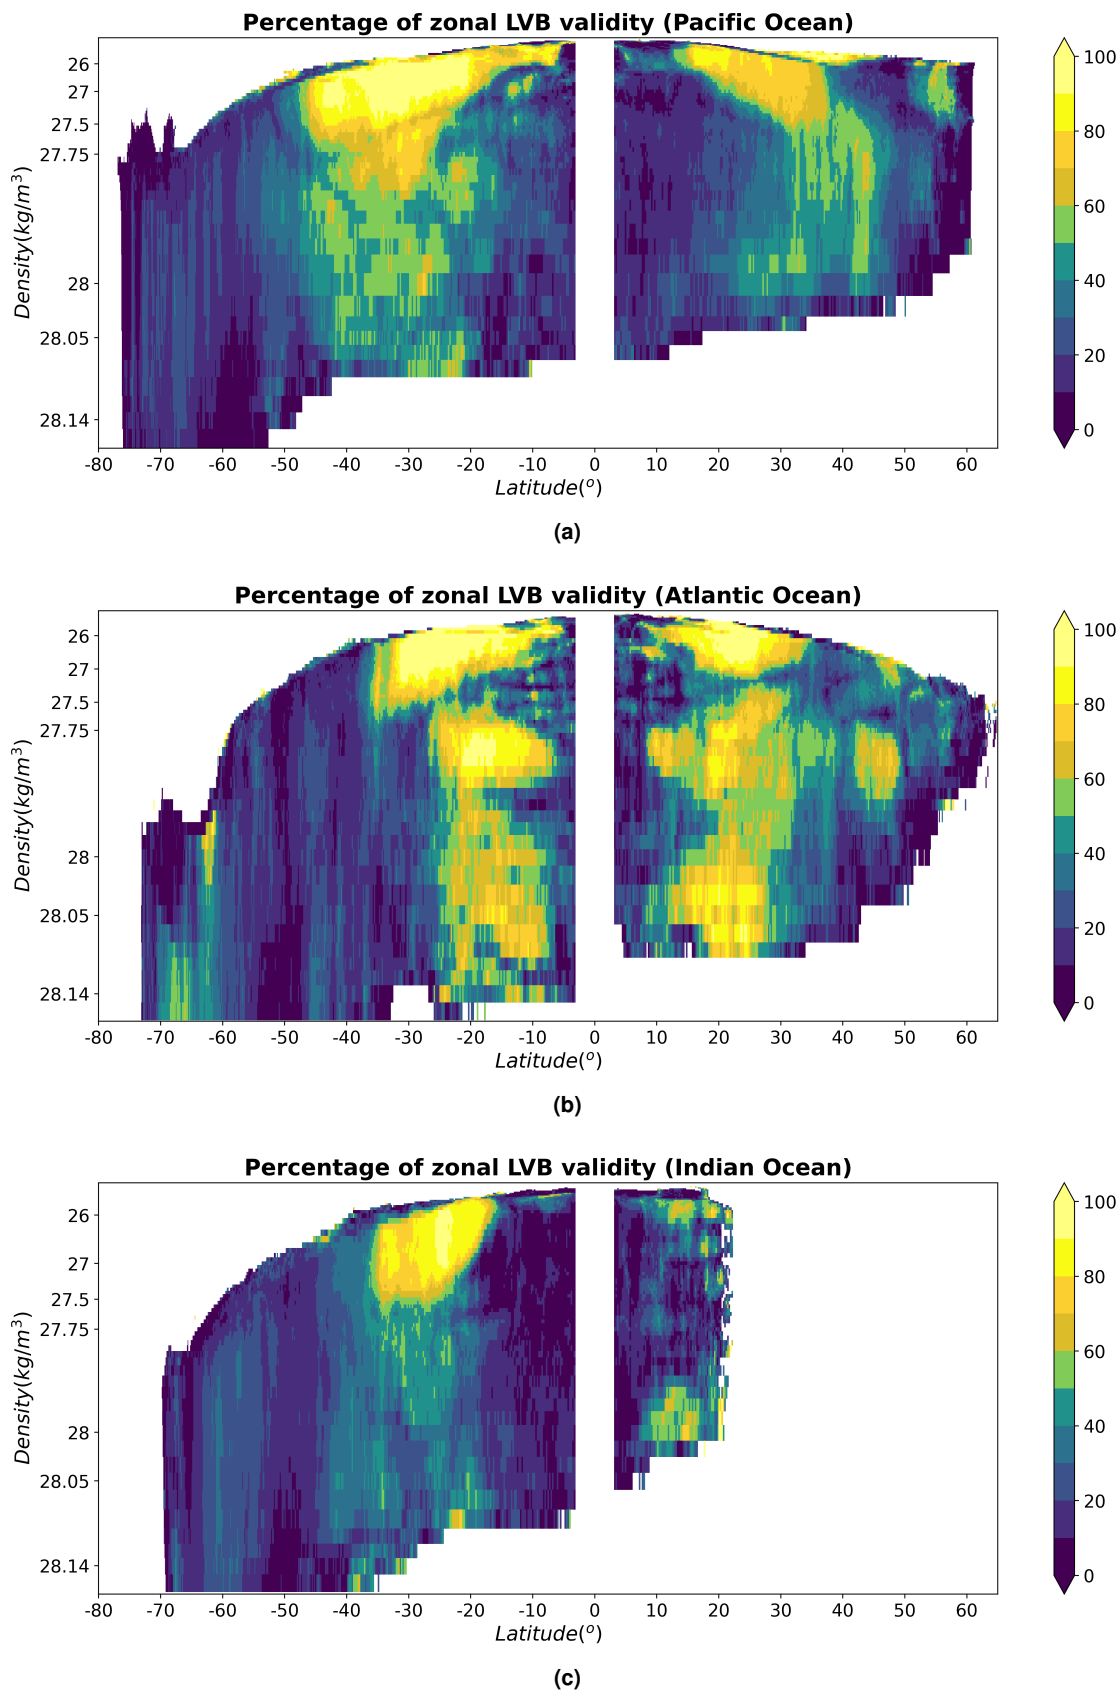 Percentage of zonal LVB validity (Pacific Ocean)
26
27
27.5
27.75
28
28.05
28.14
Density(kg/m³)
-80 -70 -60 -50 -40 -30 -20 -10 0 10 20 30 40 50 60
Latitude(°)
100
80
60
40
20
0
(a)
Percentage of zonal LVB validity (Atlantic Ocean)
26
27
27.5
27.75
28
28.05
28.14
Density(kg/m³)
-80 -70 -60 -50 -40 -30 -20 -10 0 10 20 30 40 50 60
Latitude(°)
100
80
60
40
20
0
(b)
Percentage of zonal LVB validity (Indian Ocean)
26
27
27.5
27.75
28
28.05
28.14
Density(kg/m³)
-80 -70 -60 -50 -40 -30 -20 -10 0 10 20 30 40 50 60
Latitude(°)
100
80
60
40
20
0
(c)